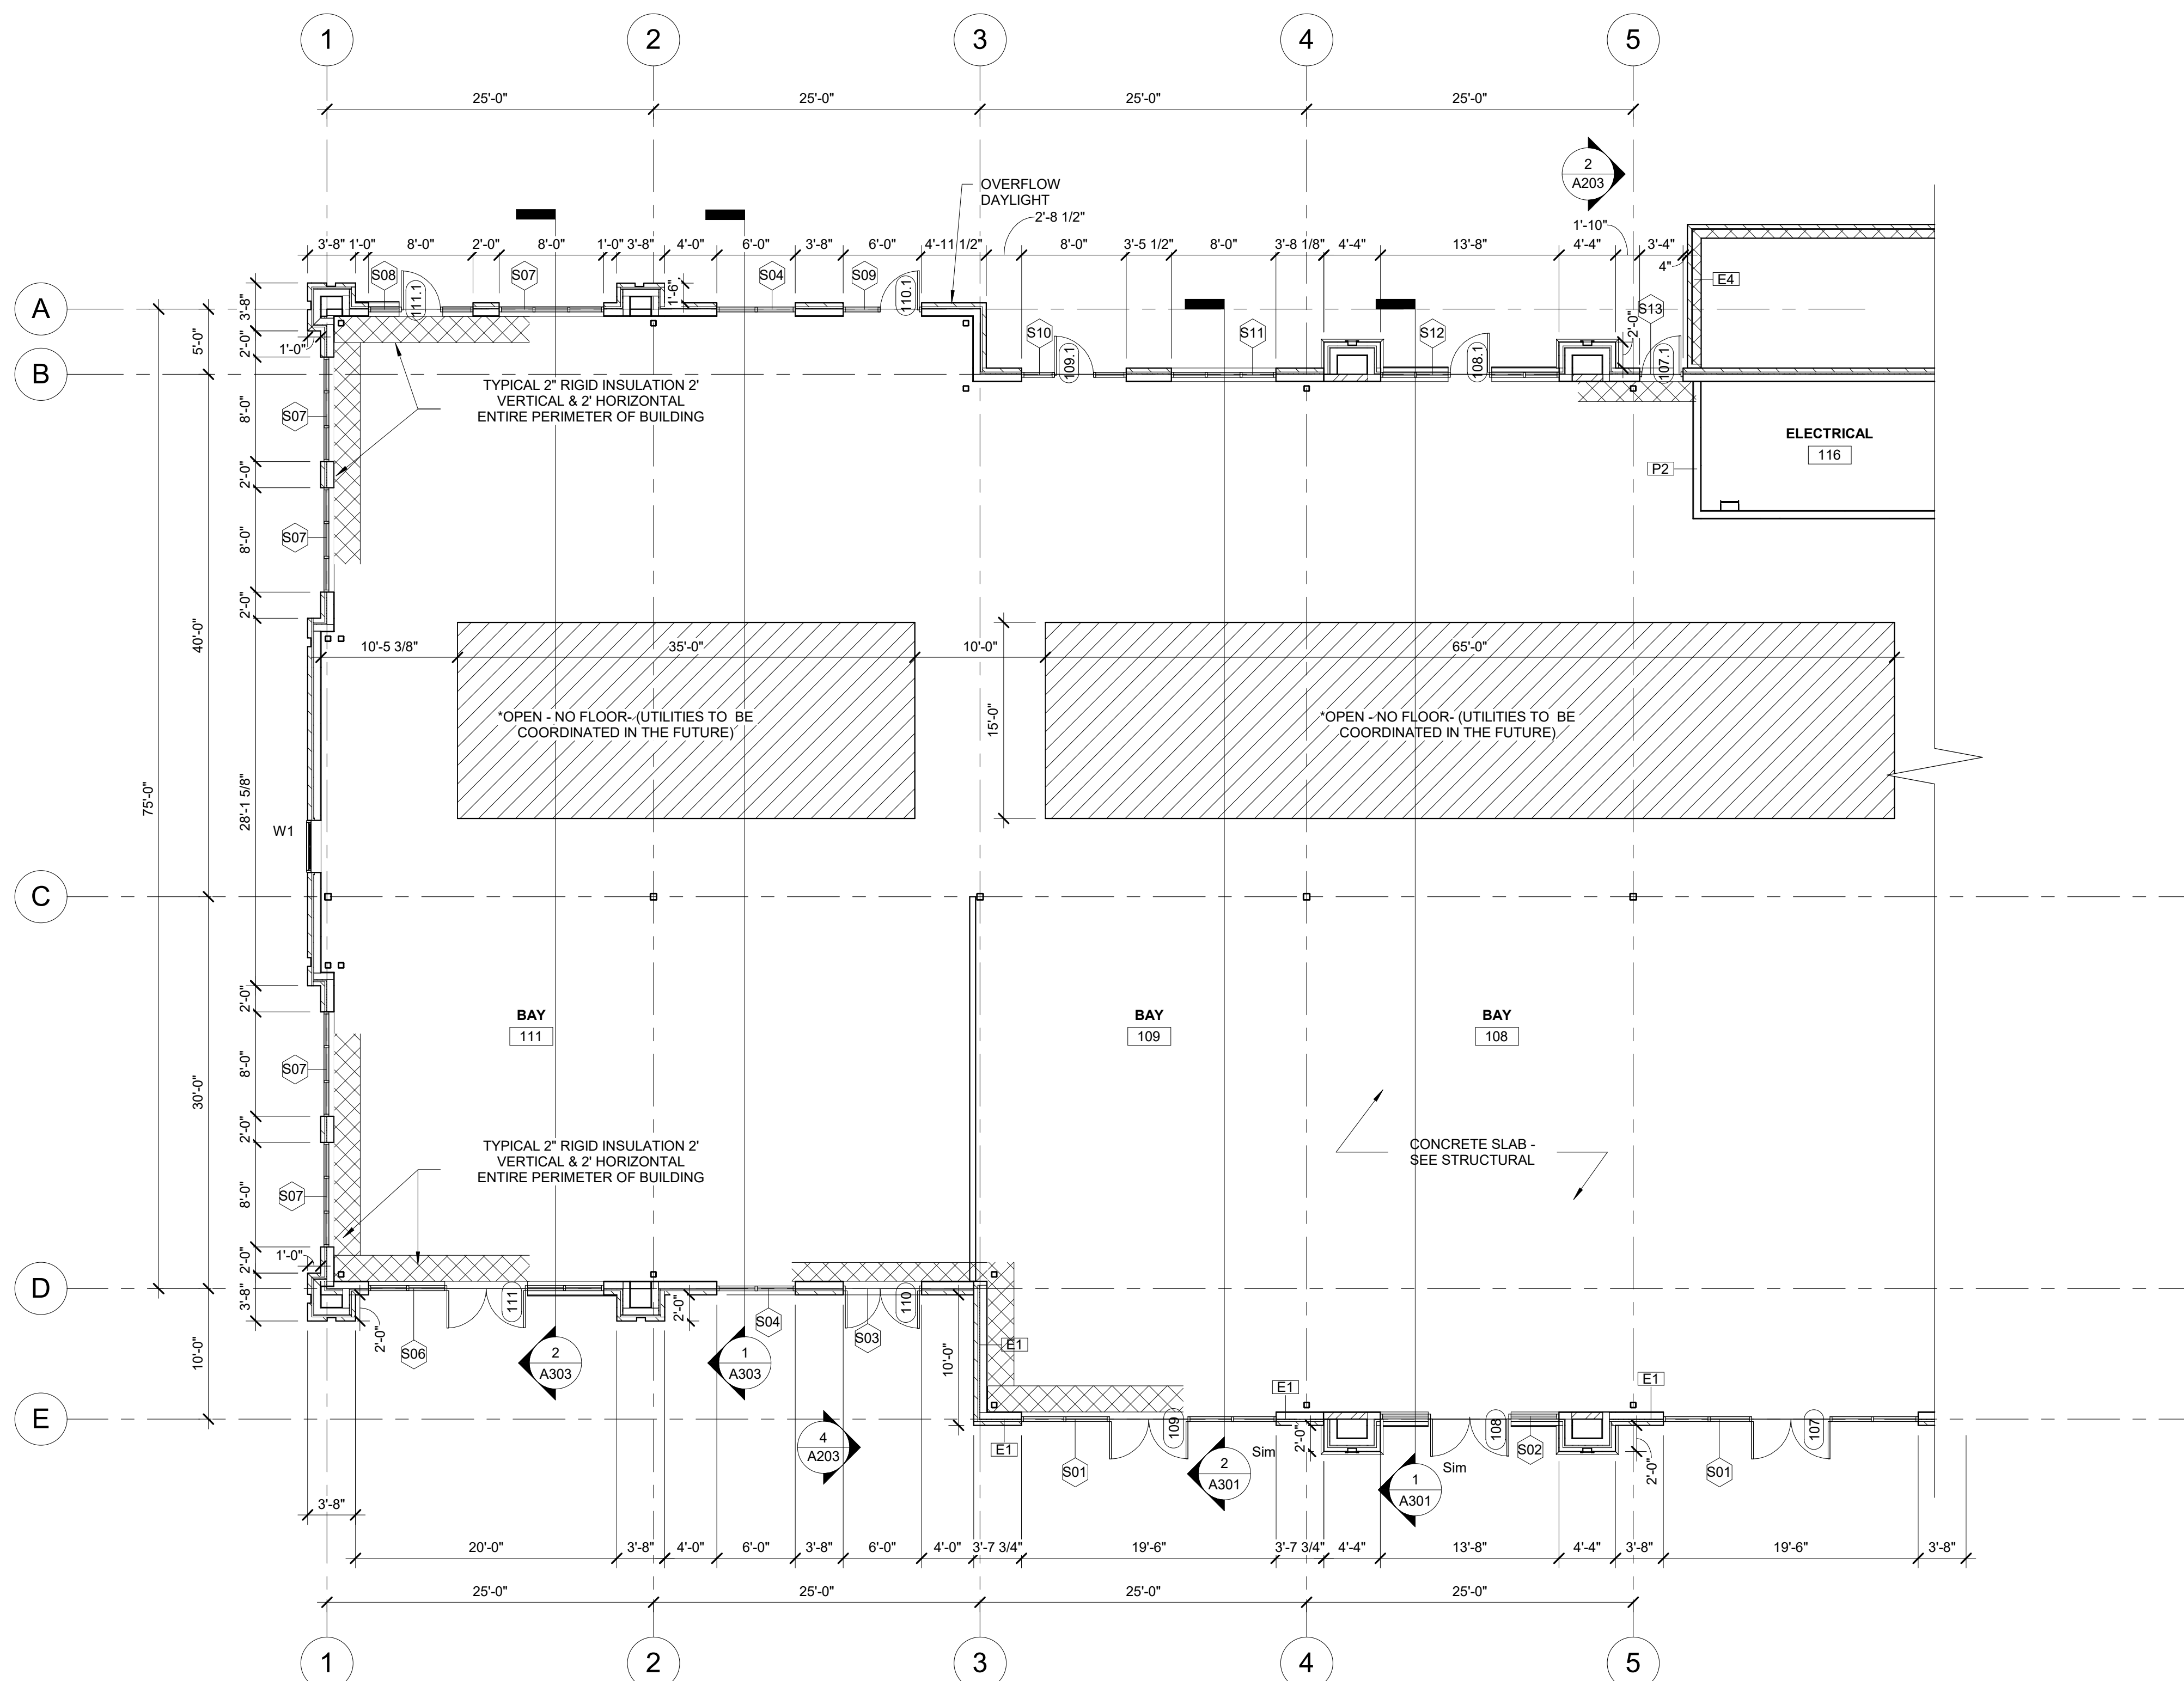 1
2
3
4
5
25'-0"
25'-0"
25'-0"
25'-0"
2
A203
OVERFLOW
DAYLIGHT
2'-8 1/2"
1'-10"
3'-8"
1'-0"
8'-0"
2'-0"
8'-0"
1'-0"
3'-8"
4'-0"
6'-0"
3'-8"
6'-0"
4'-11 1/2"
8'-0"
3'-5 1/2"
8'-0"
3'-8 1/8"
4'-4"
13'-8"
4'-4"
3'-4"
4"
S08
111.1
S07
S04
S09
110.1
1'-6"
E4
A
3'-8"
S10
109.1
S11
S12
108.1
S13
107.1
2'-0"
5'-0"
2'-0"
1'-0"
B
TYPICAL 2" RIGID INSULATION 2'
VERTICAL & 2' HORIZONTAL
ENTIRE PERIMETER OF BUILDING
8'-0"
S07
ELECTRICAL
116
P2
2'-0"
8'-0"
S07
2'-0"
40'-0"
10'-5 3/8"
35'-0"
10'-0"
65'-0"
*OPEN - NO FLOOR- (UTILITIES TO BE
COORDINATED IN THE FUTURE)
15'-0"
*OPEN - NO FLOOR- (UTILITIES TO BE
COORDINATED IN THE FUTURE)
75'-0"
28'-1 5/8"
W1
C
2'-0"
BAY
111
BAY
109
BAY
108
8'-0"
S07
30'-0"
2'-0"
TYPICAL 2" RIGID INSULATION 2'
VERTICAL & 2' HORIZONTAL
ENTIRE PERIMETER OF BUILDING
CONCRETE SLAB -
SEE STRUCTURAL
8'-0"
S07
2'-0"
1'-0"
D
3'-8"
2'-0"
S06
111
2'-0"
S04
S03
110
10'-0"
E1
10'-0"
2
A303
1
A303
E1
E1
E
4
A203
E1
S01
109
2
A301
Sim
2'-0"
1
A301
Sim
108
S02
2'-0"
S01
107
3'-8"
20'-0"
3'-8"
4'-0"
6'-0"
3'-8"
6'-0"
4'-0"
3'-7 3/4"
19'-6"
3'-7 3/4"
4'-4"
13'-8"
4'-4"
3'-8"
19'-6"
3'-8"
25'-0"
25'-0"
25'-0"
25'-0"
1
2
3
4
5